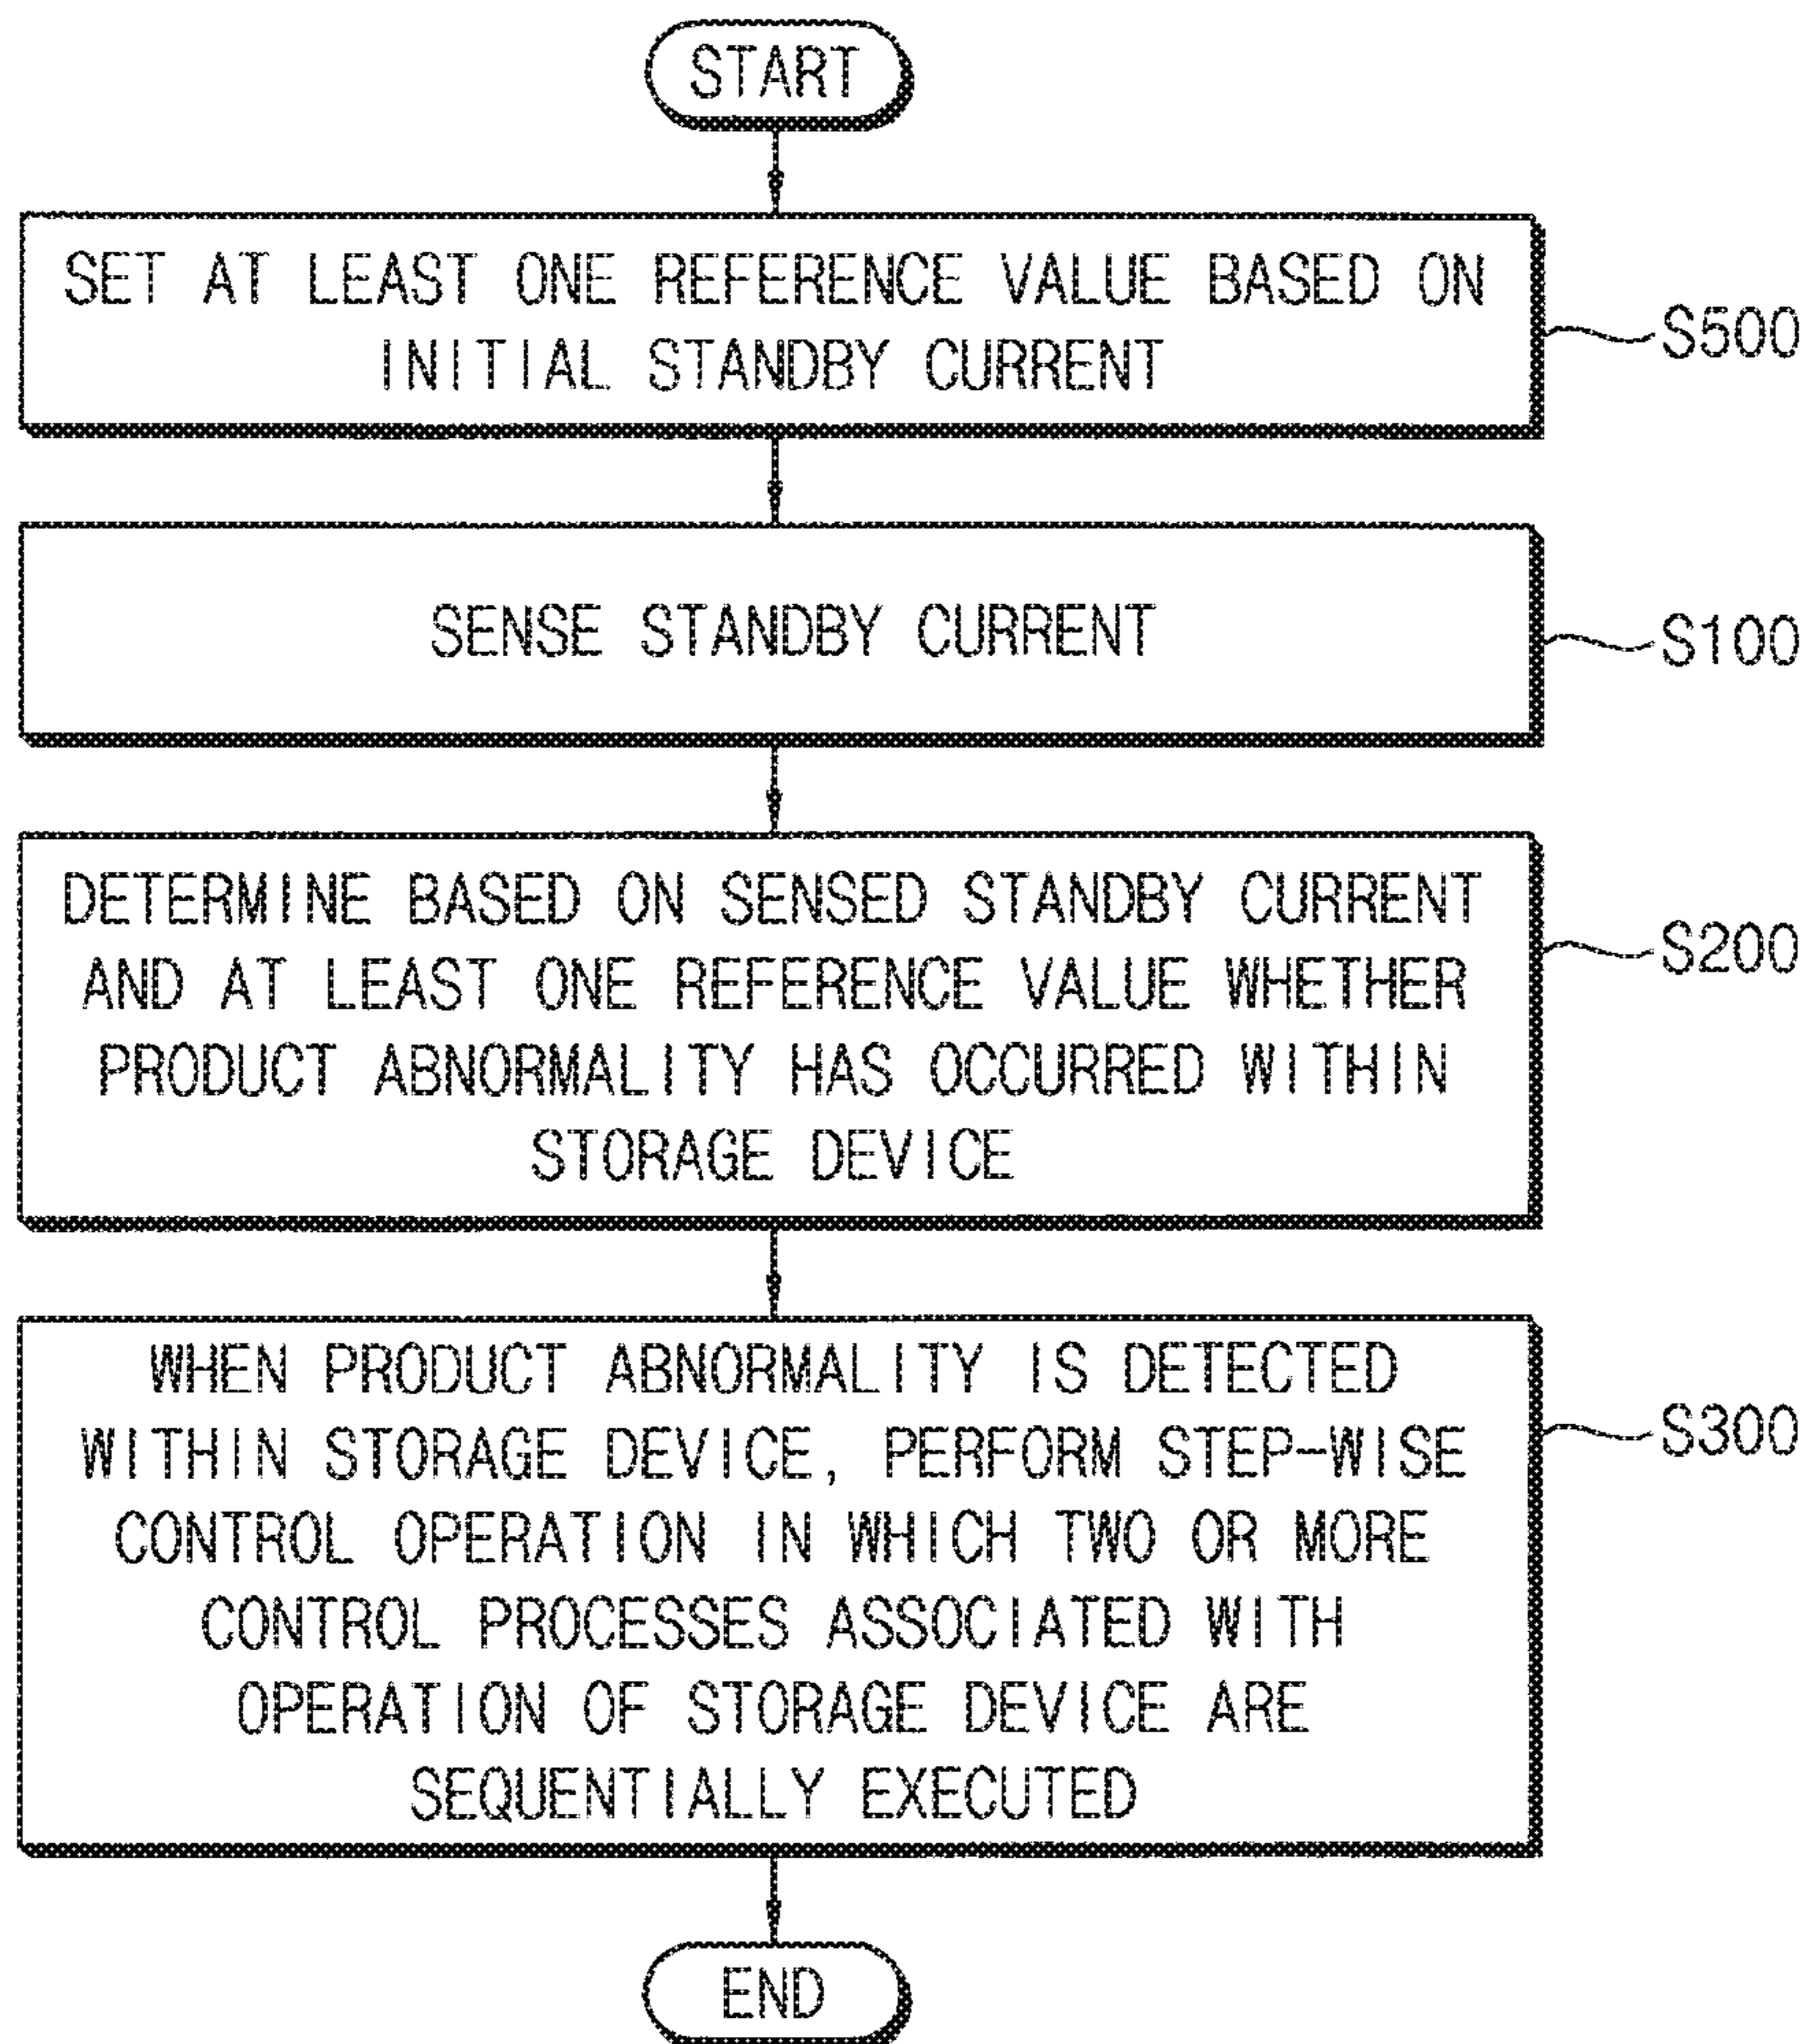 START
SET AT LEAST ONE REFERENCE VALUE BASED ON
INITIAL STANDBY CURRENT
S500
SENSE STANDBY CURRENT
S100
DETERMINE BASED ON SENSED STANDBY CURRENT
AND AT LEAST ONE REFERENCE VALUE WHETHER
PRODUCT ABNORMALITY HAS OCCURRED WITHIN
STORAGE DEVICE
S200
WHEN PRODUCT ABNORMALITY IS DETECTED
WITHIN STORAGE DEVICE, PERFORM STEP-WISE
CONTROL OPERATION IN WHICH TWO OR MORE
CONTROL PROCESSES ASSOCIATED WITH
OPERATION OF STORAGE DEVICE ARE
SEQUENTIALLY EXECUTED
S300
END